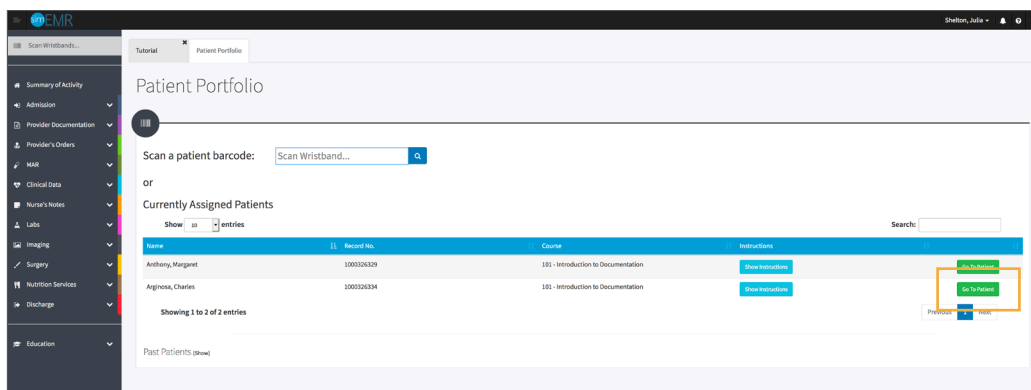 simEMR
Shelton, Julia
Scan Wristbands...
Tutorial
Patient Portfolio
Summary of Activity
Admission
Provider Documentation
Provider's Orders
MAR
Clinical Data
Nurse's Notes
Labs
Imaging
Surgery
Nutrition Services
Discharge
Education
Patient Portfolio
Scan a patient barcode: Scan Wristband...
or
Currently Assigned Patients
Show 10 entries Search:
Name Record No. Course Instructions
Anthony, Margaret 1000326329 101 - Introduction to Documentation Show Instructions Go To Patient
Arginosa, Charles 1000326334 101 - Introduction to Documentation Show Instructions Go To Patient
Showing 1 to 2 of 2 entries Previous 1 Next
Past Patients [Show]